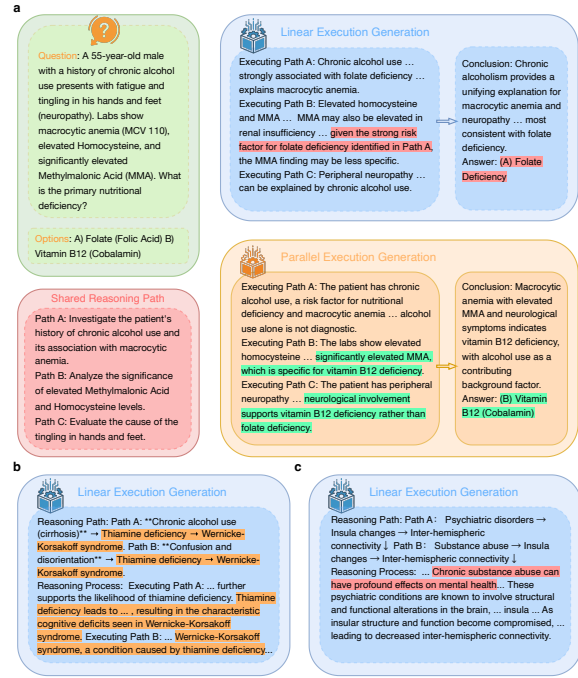 a
Question: A 55-year-old male
with a history of chronic alcohol
use presents with fatigue and
tingling in his hands and feet
(neuropathy). Labs show
macrocytic anemia (MCV 110),
elevated Homocysteine, and
significantly elevated
Methylmalonic Acid (MMA). What
is the primary nutritional
deficiency?
Options: A) Folate (Folic Acid) B)
Vitamin B12 (Cobalamin)
Shared Reasoning Path
Path A: Investigate the patient's
history of chronic alcohol use and
its association with macrocytic
anemia.
Path B: Analyze the significance
of elevated Methylmalonic Acid
and Homocysteine levels.
Path C: Evaluate the cause of the
tingling in hands and feet.
Linear Execution Generation
Executing Path A: Chronic alcohol use ...
strongly associated with folate deficiency ...
explains macrocytic anemia.
Executing Path B: Elevated homocysteine
and MMA ... MMA may also be elevated in
renal insufficiency ... given the strong risk
factor for folate deficiency identified in Path A,
the MMA finding may be less specific.
Executing Path C: Peripheral neuropathy ...
can be explained by chronic alcohol use.
Conclusion: Chronic
alcoholism provides a
unifying explanation for
macrocytic anemia and
neuropathy ... most
consistent with folate
deficiency.
Answer: (A) Folate
Deficiency
Parallel Execution Generation
Executing Path A: The patient has chronic
alcohol use, a risk factor for nutritional
deficiency and macrocytic anemia ... alcohol
use alone is not diagnostic.
Executing Path B: The labs show elevated
homocysteine ... significantly elevated MMA,
which is specific for vitamin B12 deficiency.
Executing Path C: The patient has peripheral
neuropathy ... neurological involvement
supports vitamin B12 deficiency rather than
folate deficiency.
Conclusion: Macrocytic
anemia with elevated
MMA and neurological
symptoms indicates
vitamin B12 deficiency,
with alcohol use as a
contributing
background factor.
Answer: (B) Vitamin
B12 (Cobalamin)
b
Linear Execution Generation
Reasoning Path: Path A: **Chronic alcohol use
(cirrhosis)** → Thiamine deficiency → Wernicke-
Korsakoff syndrome. Path B: **Confusion and
disorientation** → Thiamine deficiency → Wernicke-
Korsakoff syndrome.
Reasoning Process: Executing Path A: ... further
supports the likelihood of thiamine deficiency. Thiamine
deficiency leads to ... , resulting in the characteristic
cognitive deficits seen in Wernicke-Korsakoff
syndrome. Executing Path B: ... Wernicke-Korsakoff
syndrome, a condition caused by thiamine deficiency...
c
Linear Execution Generation
Reasoning Path: Path A: Psychiatric disorders →
Insula changes → Inter-hemispheric
connectivity ↓ Path B: Substance abuse → Insula
changes → Inter-hemispheric connectivity ↓
Reasoning Process: ... Chronic substance abuse can
have profound effects on mental health... These
psychiatric conditions are known to involve structural
and functional alterations in the brain, ... insula ... As
insular structure and function become compromised, ...
leading to decreased inter-hemispheric connectivity.